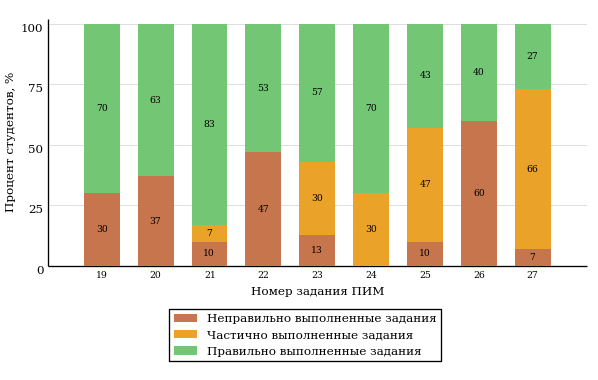 Процент студентов, %
100
75
50
25
0
70 63 83 53 57 70 43 40 27
7 30 30 47 66
30 37 10 47 13 10 60 7
19 20 21 22 23 24 25 26 27
Номер задания ПИМ
Неправильно выполненные задания
Частично выполненные задания
Правильно выполненные задания